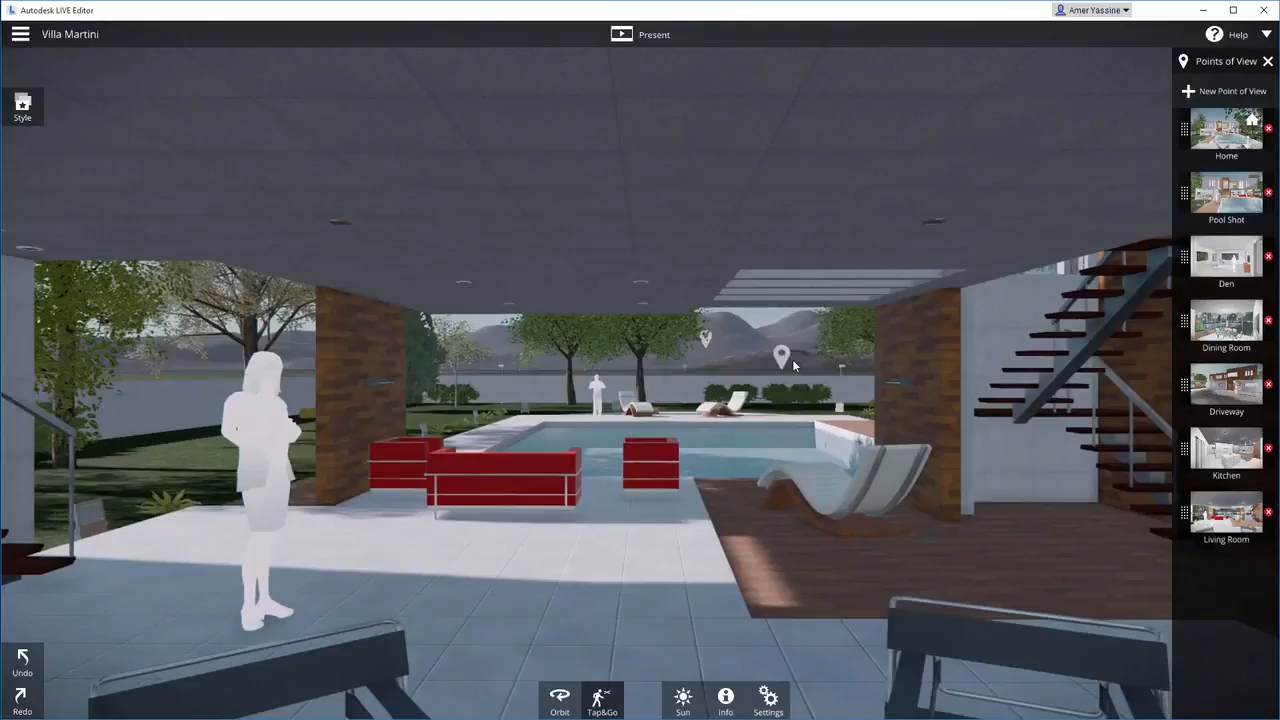 Autodesk LIVE Editor
Amer Yassine
Villa Martini
Present
Help
Points of View
New Point of View
Style
Home
Pool Shot
Den
Dining Room
Driveway
Kitchen
Living Room
Undo
Redo
Orbit
Tap&Go
Sun
Info
Settings